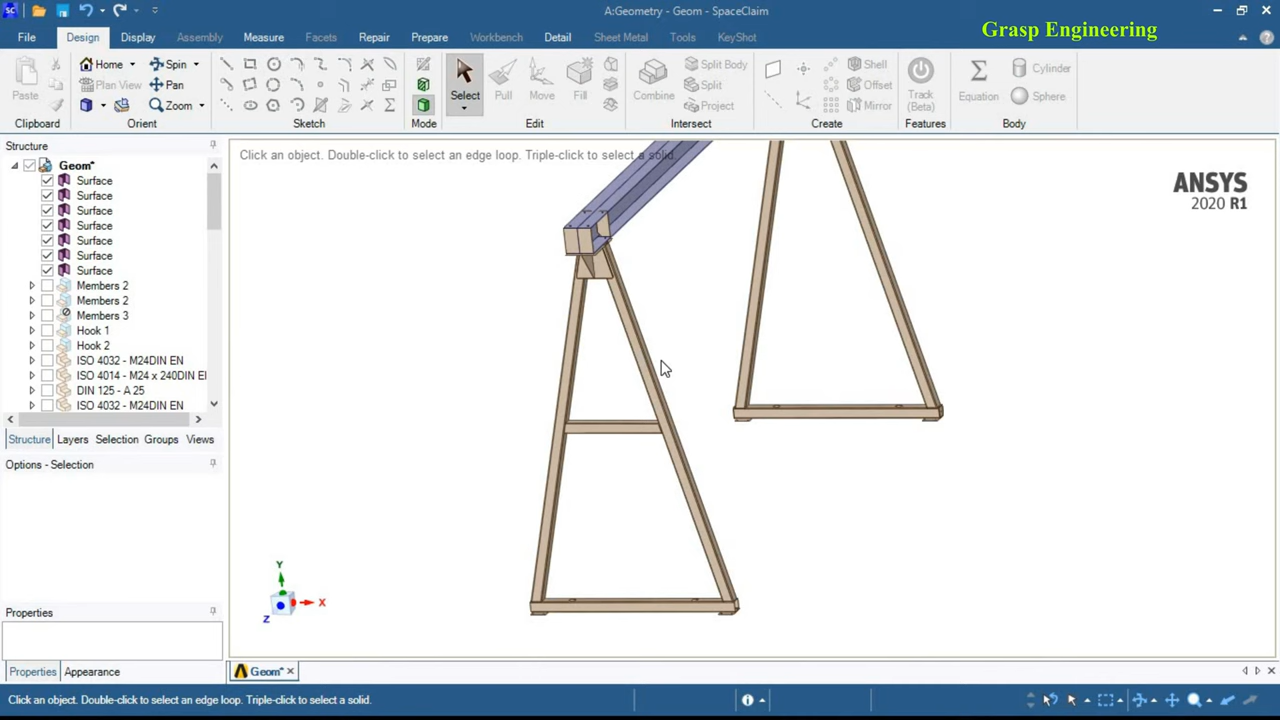 A:Geometry - Geom - SpaceClaim
Grasp Engineering
File Design Display Assembly Measure Facets Repair Prepare Workbench Detail Sheet Metal Tools KeyShot
Paste
Home Spin
Plan View Pan
Zoom
Select Pull Move Fill
Combine
Split Body
Split
Project
Shell
Offset
Mirror
Track
(Beta)
Equation
Cylinder
Sphere
Clipboard Orient Sketch Mode Edit Intersect Create Features Body
Structure
Click an object. Double-click to select an edge loop. Triple-click to select a solid.
Geom*
Surface
Surface
Surface
Surface
Surface
Surface
Surface
Members 2
Members 2
Members 3
Hook 1
Hook 2
ISO 4032 - M24DIN EN
ISO 4014 - M24 x 240DIN EN
DIN 125 - A 25
ISO 4032 - M24DIN EN
Structure Layers Selection Groups Views
Options - Selection
Properties
Properties Appearance
ANSYS
2020 R1
Y
X
Z
Geom*
Click an object. Double-click to select an edge loop. Triple-click to select a solid.